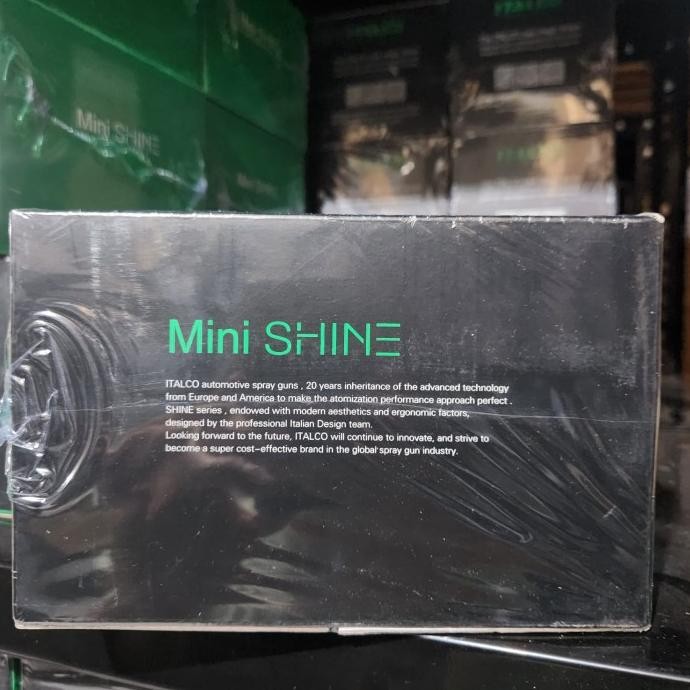 ITALCO
Mini SHINE
Mini SHINE
ITALCO automotive spray guns , 20 years inheritance of the advanced technology
from Europe and America to make the atomization performance approach perfect .
SHINE series , endowed with modern aesthetics and ergonomic factors,
designed by the professional Italian Design team.
Looking forward to the future, ITALCO will continue to innovate, and strive to
become a super cost-effective brand in the global spray gun industry.